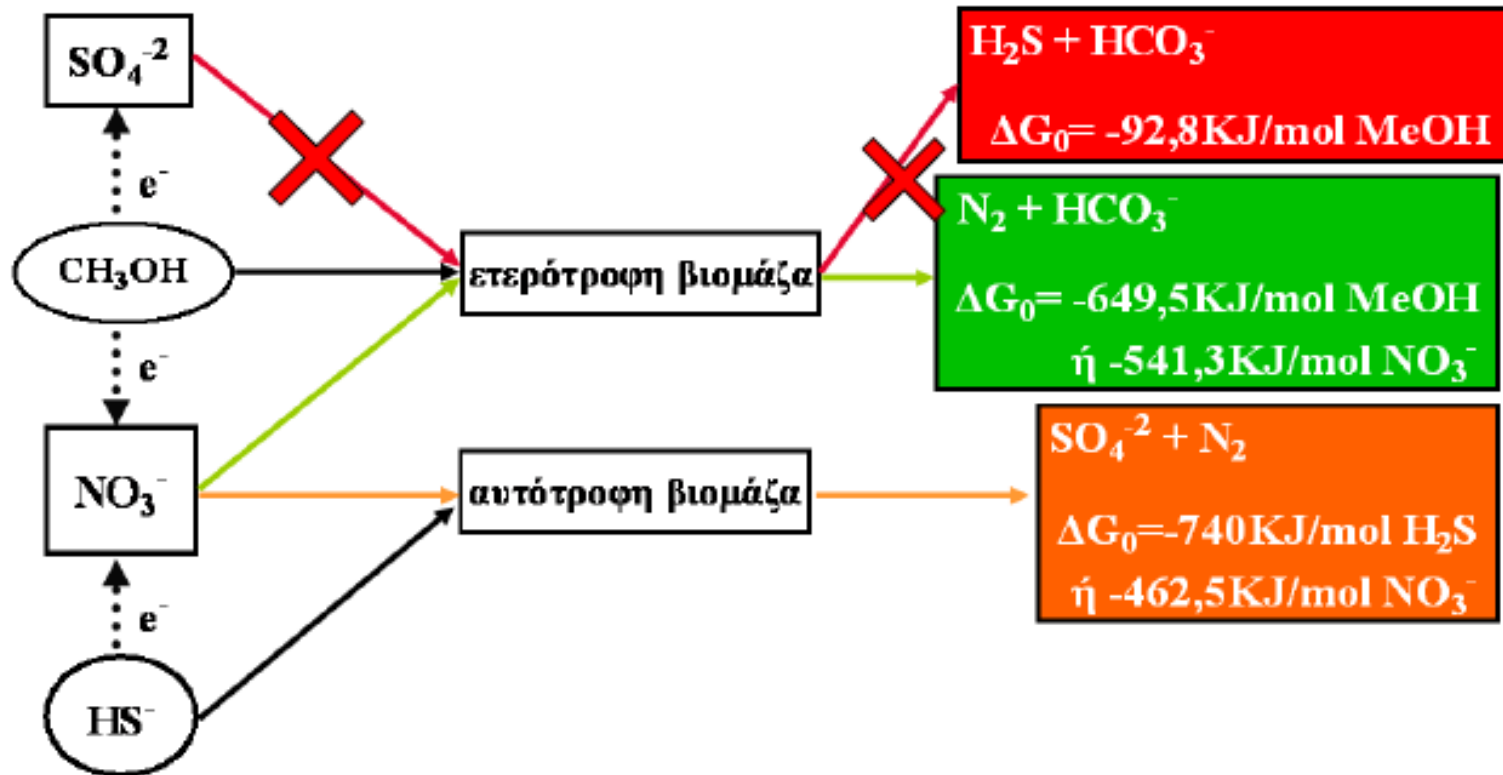 SO₄⁻²
e⁻
CH₃OH
e⁻
NO₃⁻
e⁻
HS⁻
ετερότροφη βιομάζα
αυτότροφη βιομάζα
H₂S + HCO₃⁻
ΔG₀= -92,8KJ/mol MeOH
N₂ + HCO₃⁻
ΔG₀= -649,5KJ/mol MeOH
ή -541,3KJ/mol NO₃⁻
SO₄⁻² + N₂
ΔG₀=-740KJ/mol H₂S
ή -462,5KJ/mol NO₃⁻